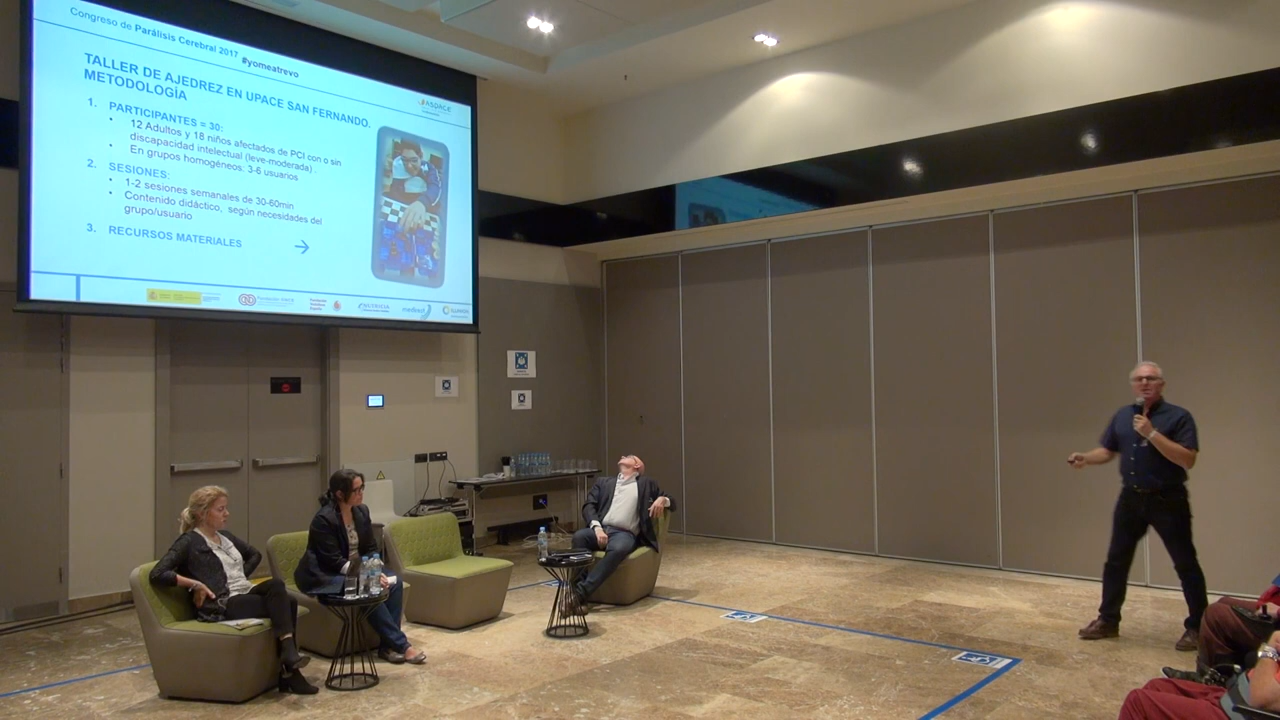 Congreso de Parálisis Cerebral 2017 #yomeatrevo
ASPACE
TALLER DE AJEDREZ EN UPACE SAN FERNANDO.
METODOLOGÍA
1. PARTICIPANTES = 30:
• 12 Adultos y 18 niños afectados de PCI con o sin
discapacidad intelectual (leve-moderada) .
• En grupos homogéneos. 3-6 usuarios
2. SESIONES:
• 1-2 sesiones semanales de 30-60min
• Contenido didáctico, según necesidades del
grupo/usuario
3. RECURSOS MATERIALES →